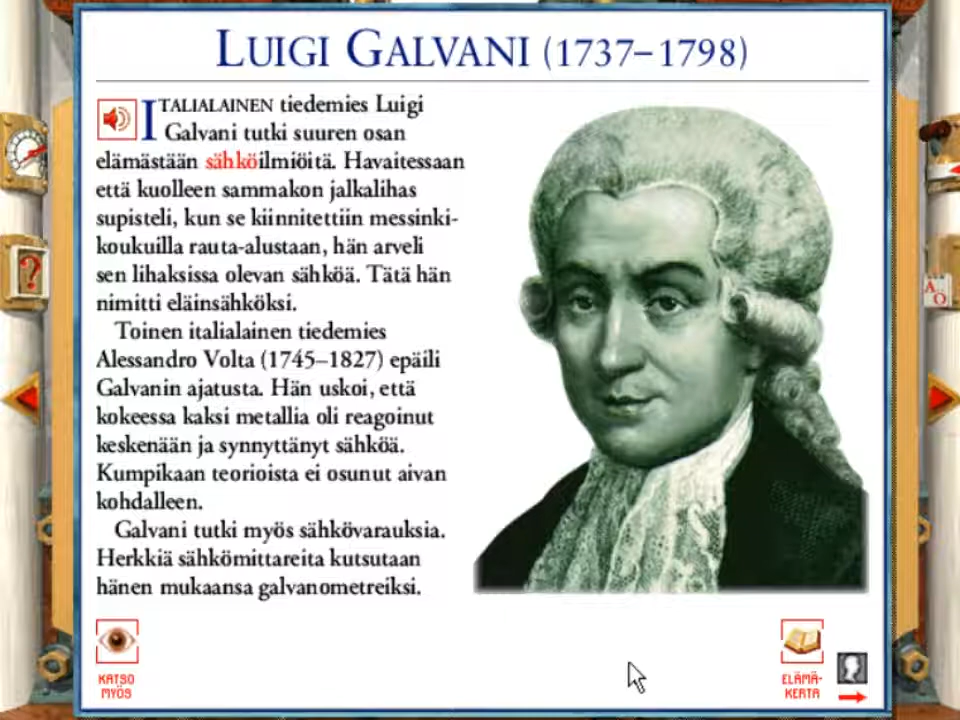 LUIGI GALVANI (1737–1798)
ITALIALAINEN tiedemies Luigi
Galvani tutki suuren osan
elämästään sähköilmiöitä. Havaitessaan
että kuolleen sammakon jalkalihas
supisteli, kun se kiinnitettiin messinki-
koukuilla rauta-alustaan, hän arveli
sen lihaksissa olevan sähköä. Tätä hän
nimitti eläinsähköksi.
Toinen italialainen tiedemies
Alessandro Volta (1745–1827) epäili
Galvanin ajatusta. Hän uskoi, että
kokeessa kaksi metallia oli reagoinut
keskenään ja synnyttänyt sähköä.
Kumpikaan teorioista ei osunut aivan
kohdalleen.
Galvani tutki myös sähkövarauksia.
Herkkiä sähkömittareita kutsutaan
hänen mukaansa galvanometreiksi.
KATSO
MYÖS
ELÄMÄ-
KERTA
?
A
O